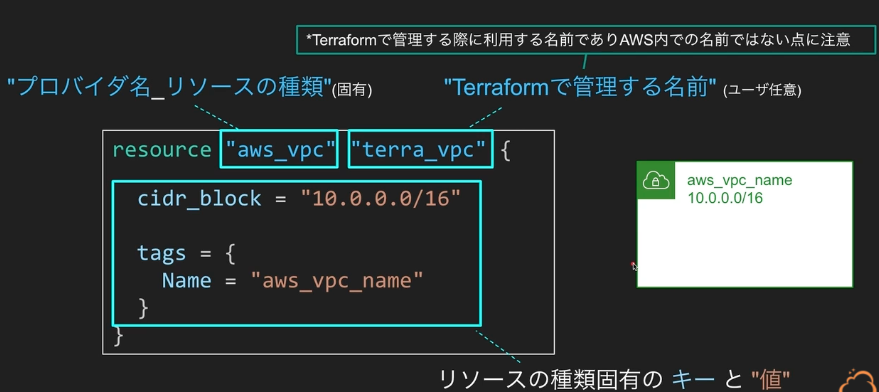 *Terraformで管理する際に利用する名前でありAWS内での名前ではない点に注意
"プロバイダ名_リソースの種類"(固有)
"Terraformで管理する名前" (ユーザ任意)
resource "aws_vpc" "terra_vpc" {
cidr_block = "10.0.0.0/16"
tags = {
Name = "aws_vpc_name"
}
}
aws_vpc_name
10.0.0.0/16
リソースの種類固有の キー と "値"